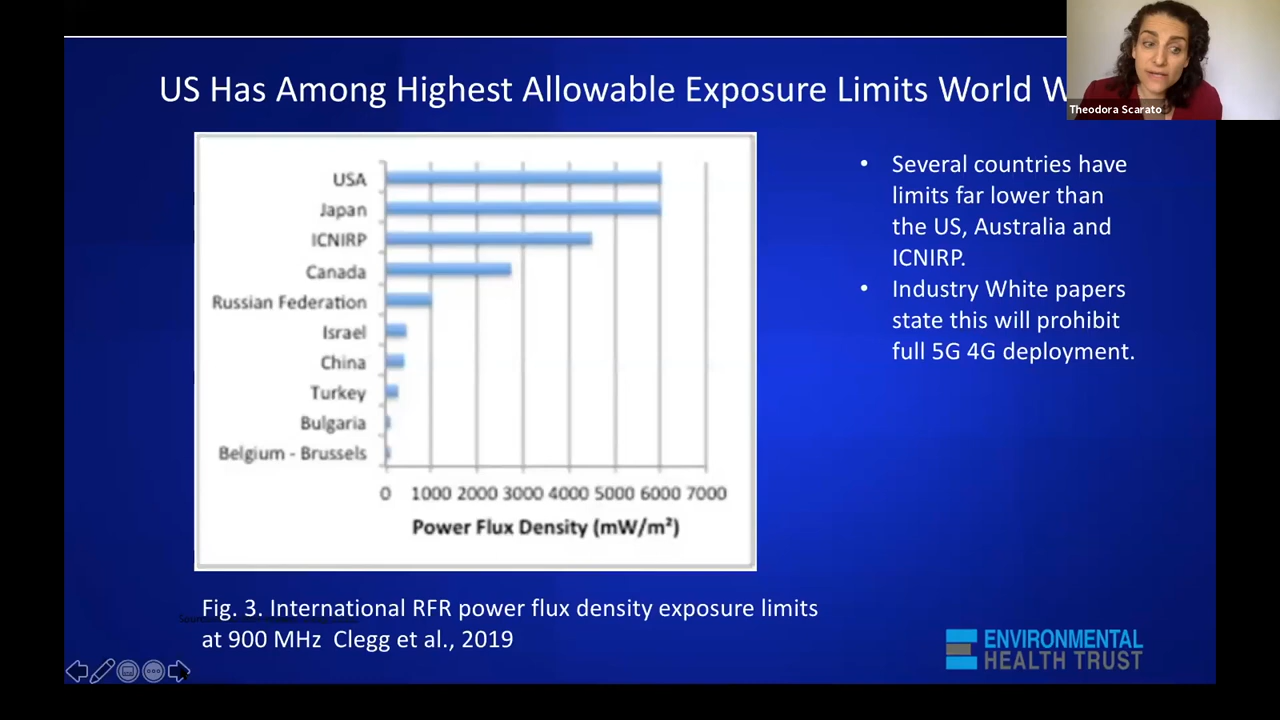 US Has Among Highest Allowable Exposure Limits World W
Theodora Scarato
USA
Japan
ICNIRP
Canada
Russian Federation
Israel
China
Turkey
Bulgaria
Belgium - Brussels
0 1000 2000 3000 4000 5000 6000 7000
Power Flux Density (mW/m²)
• Several countries have
limits far lower than
the US, Australia and
ICNIRP.
• Industry White papers
state this will prohibit
full 5G 4G deployment.
Fig. 3. International RFR power flux density exposure limits
at 900 MHz Clegg et al., 2019
ENVIRONMENTAL
HEALTH TRUST